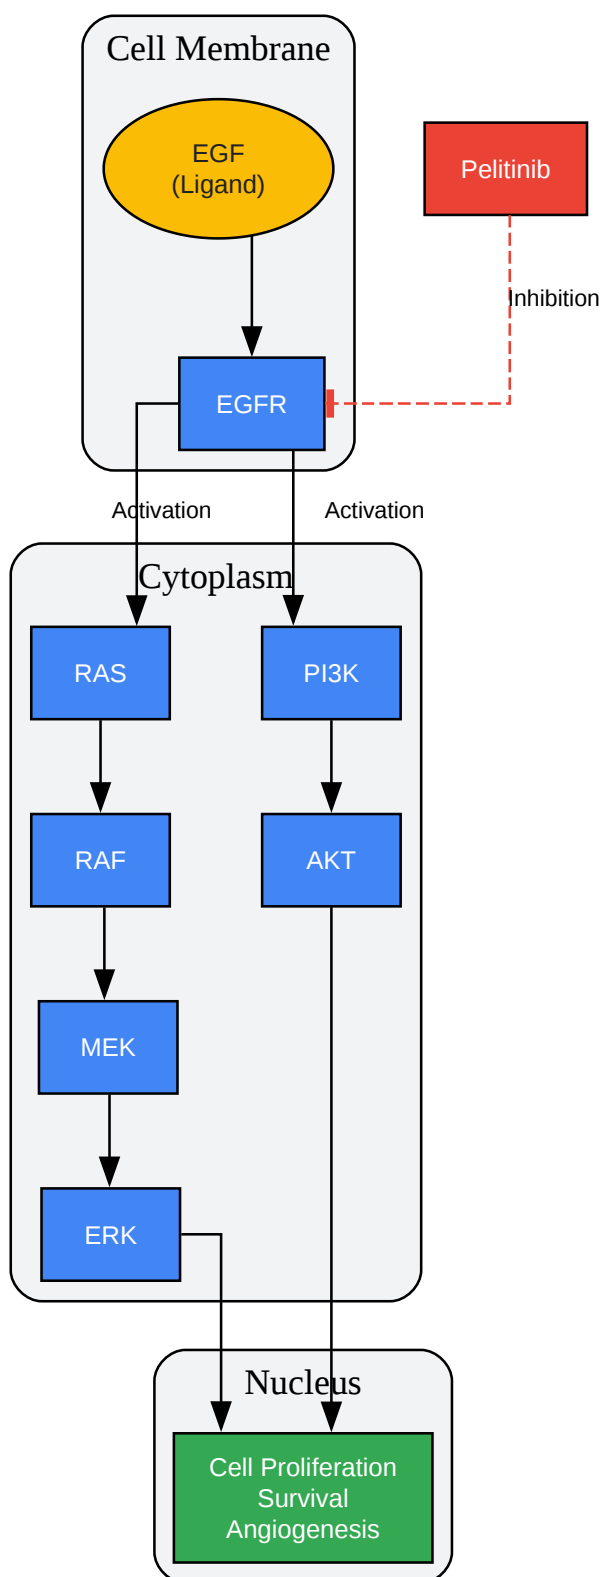 Cell Membrane
EGF
(Ligand)
Pelitinib
Inhibition
EGFR
Activation
Activation
Cytoplasm
RAS
PI3K
RAF
AKT
MEK
ERK
Nucleus
Cell Proliferation
Survival
Angiogenesis